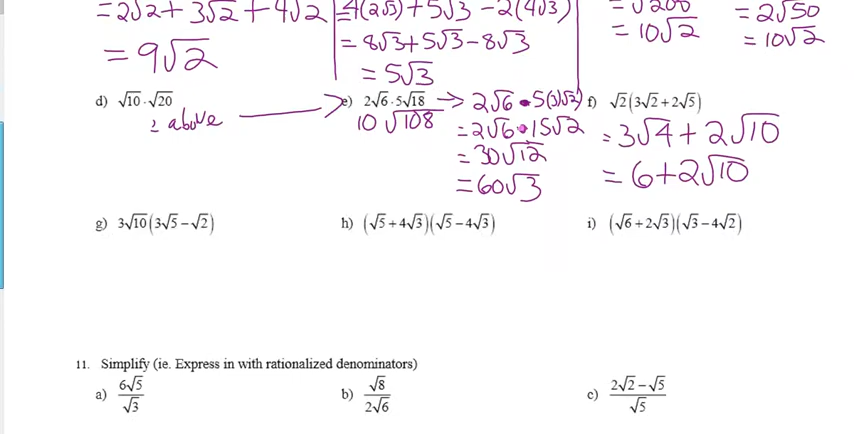 =2√2 + 3√2 + 4√2 =4(2√3)+5√3 −2(4√3) =√200 =2√50
=9√2 =8√3+5√3−8√3 =10√2 =10√2
=5√3
d) √10·√20 e) 2√6·5√18 → 2√6 • 5(3√2) f) √2(3√2+2√5)
above 10√108 =2√6•15√2 =3√4+2√10
=30√12 =6+2√10
=60√3
g) 3√10(3√5−√2) h) (√5+4√3)(√5−4√3) i) (√6+2√3)(√3−4√2)
11. Simplify (ie. Express in with rationalized denominators)
a) 6√5/√3 b) √8/2√6 c) 2√2−√5/√5